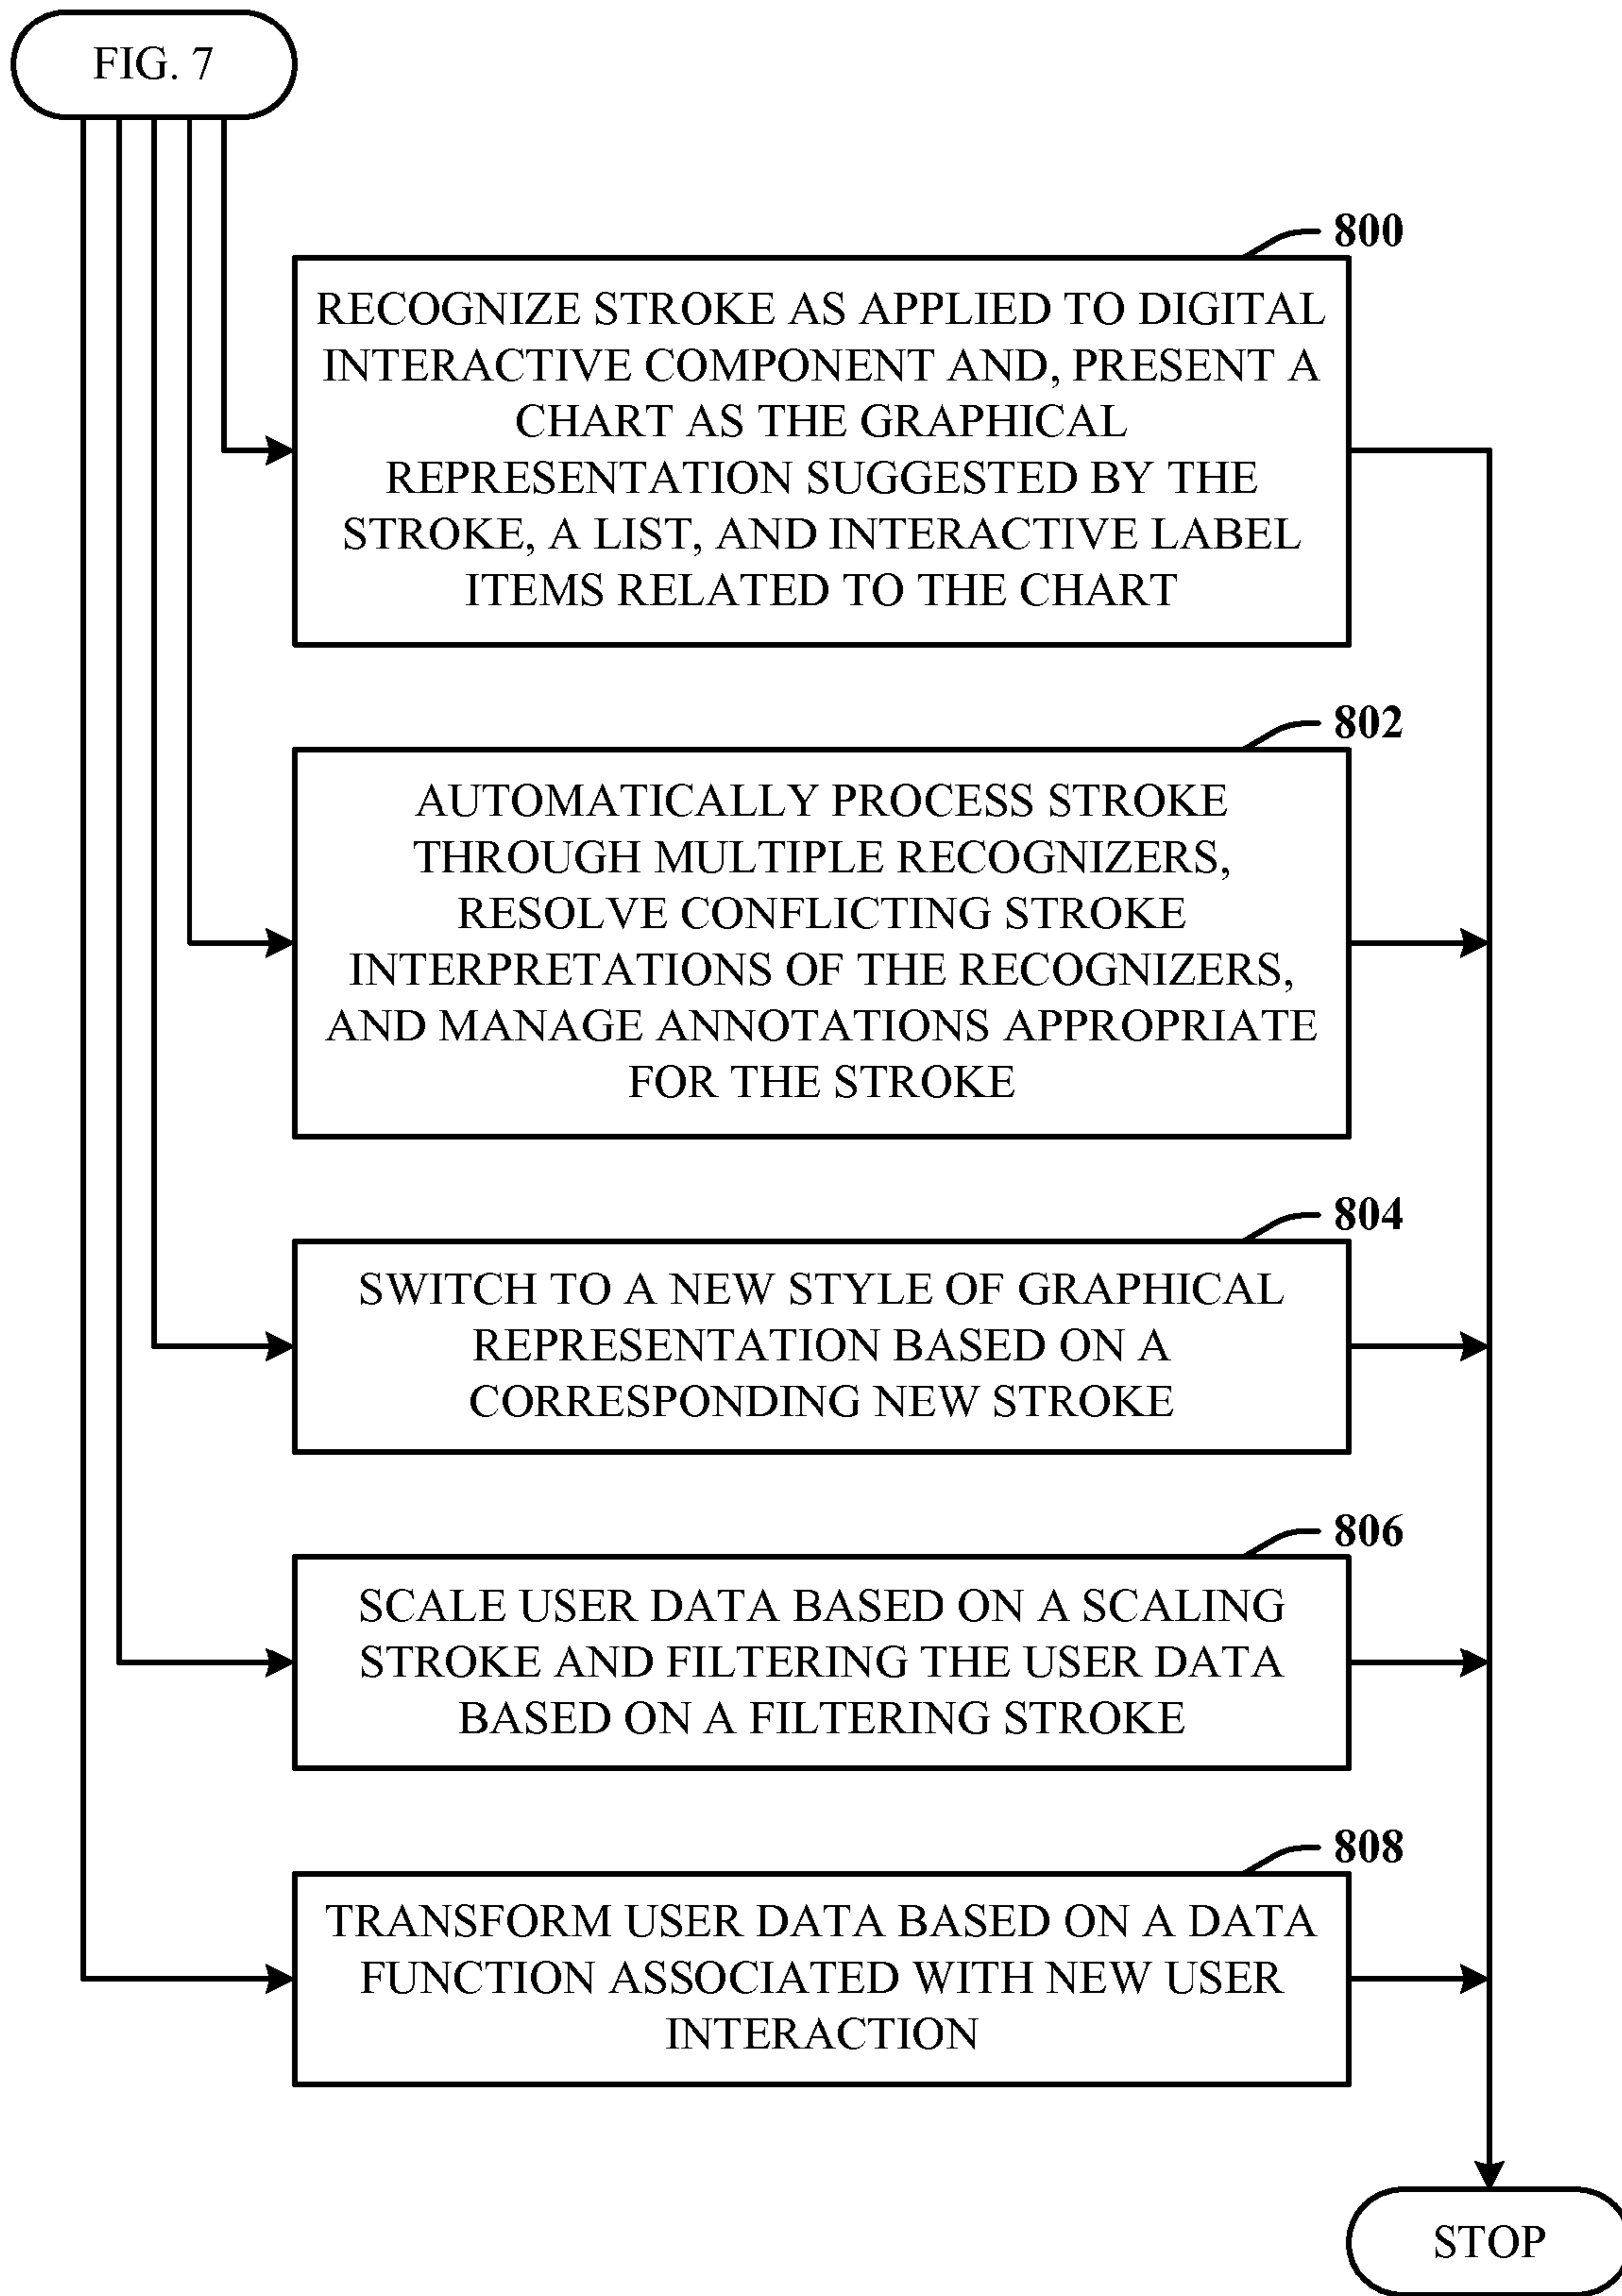 FIG. 7
800
RECOGNIZE STROKE AS APPLIED TO DIGITAL
INTERACTIVE COMPONENT AND, PRESENT A
CHART AS THE GRAPHICAL
REPRESENTATION SUGGESTED BY THE
STROKE, A LIST, AND INTERACTIVE LABEL
ITEMS RELATED TO THE CHART
802
AUTOMATICALLY PROCESS STROKE
THROUGH MULTIPLE RECOGNIZERS,
RESOLVE CONFLICTING STROKE
INTERPRETATIONS OF THE RECOGNIZERS,
AND MANAGE ANNOTATIONS APPROPRIATE
FOR THE STROKE
804
SWITCH TO A NEW STYLE OF GRAPHICAL
REPRESENTATION BASED ON A
CORRESPONDING NEW STROKE
806
SCALE USER DATA BASED ON A SCALING
STROKE AND FILTERING THE USER DATA
BASED ON A FILTERING STROKE
808
TRANSFORM USER DATA BASED ON A DATA
FUNCTION ASSOCIATED WITH NEW USER
INTERACTION
STOP